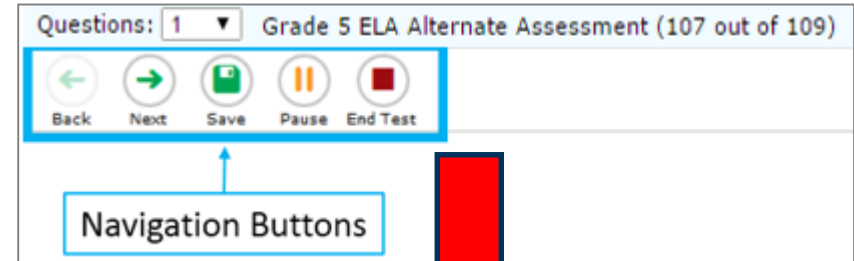 Questions: 1 Grade 5 ELA Alternate Assessment (107 out of 109)
Back Next Save Pause End Test
Navigation Buttons